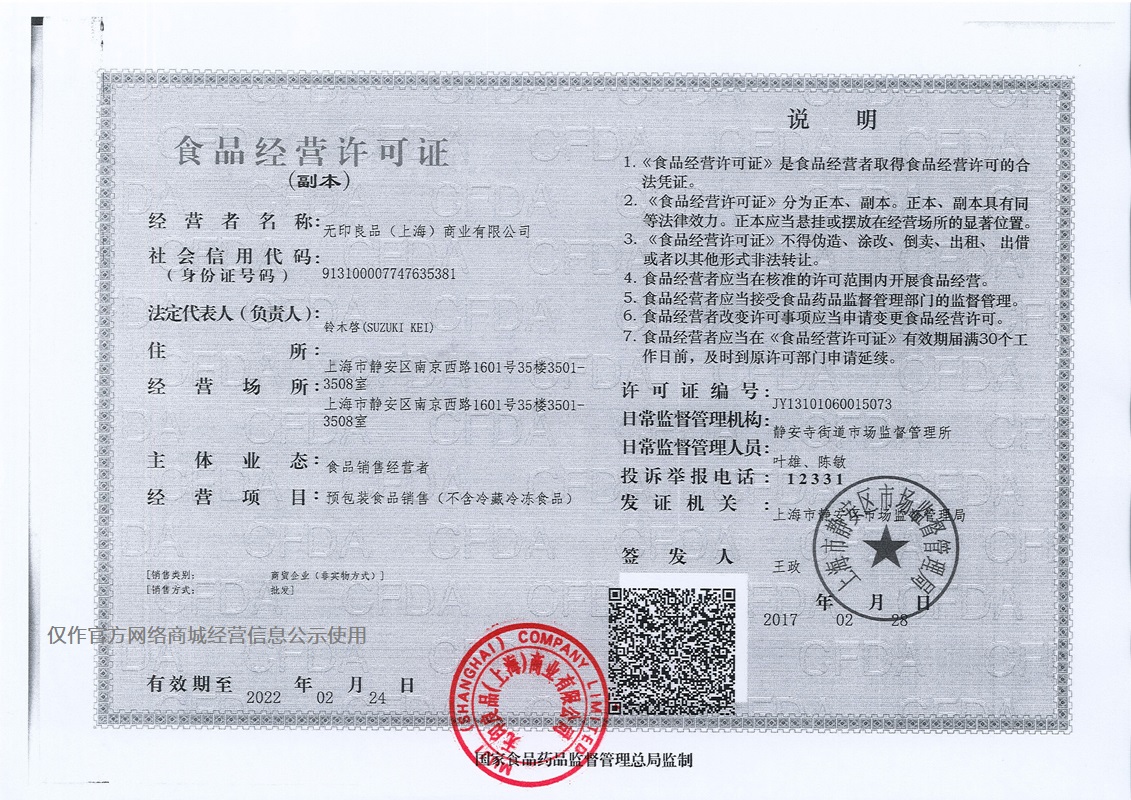 食品经营许可证
(副本)
经营者名称：无印良品（上海）商业有限公司
社会信用代码：
（身份证号码） 913100007747635381
法定代表人（负责人）：铃木啓(SUZUKI KEI)
住所：上海市静安区南京西路1601号35楼3501-
3508室
经营场所：上海市静安区南京西路1601号35楼3501-
3508室
主体业态：食品销售经营者
经营项目：预包装食品销售（不含冷藏冷冻食品）
[销售类别： 商贸企业（非实物方式）]
[销售方式： 批发]
仅作官方网络商城经营信息公示使用
有效期至 2022 年 02 月 24 日
说 明
1.《食品经营许可证》是食品经营者取得食品经营许可的合
法凭证。
2.《食品经营许可证》分为正本、副本。正本、副本具有同
等法律效力。正本应当悬挂或摆放在经营场所的显著位置。
3.《食品经营许可证》不得伪造、涂改、倒卖、出租、出借
或者以其他形式非法转让。
4.食品经营者应当在核准的许可范围内开展食品经营。
5.食品经营者应当接受食品药品监督管理部门的监督管理。
6.食品经营者改变许可事项应当申请变更食品经营许可。
7.食品经营者应当在《食品经营许可证》有效期届满30个工
作日前，及时到原许可部门申请延续。
许可证编号：JY13101060015073
日常监督管理机构：静安寺街道市场监督管理所
日常监督管理人员：叶雄、陈敏
投诉举报电话：12331
发证机关：上海市静安区市场监督管理局
签发人 王政
2017 年 02 月 28 日
上海市静安区市场监督管理局
MUJI (SHANGHAI) COMPANY LIMITED
无印良品(上海)商业有限公司
国家食品药品监督管理总局监制